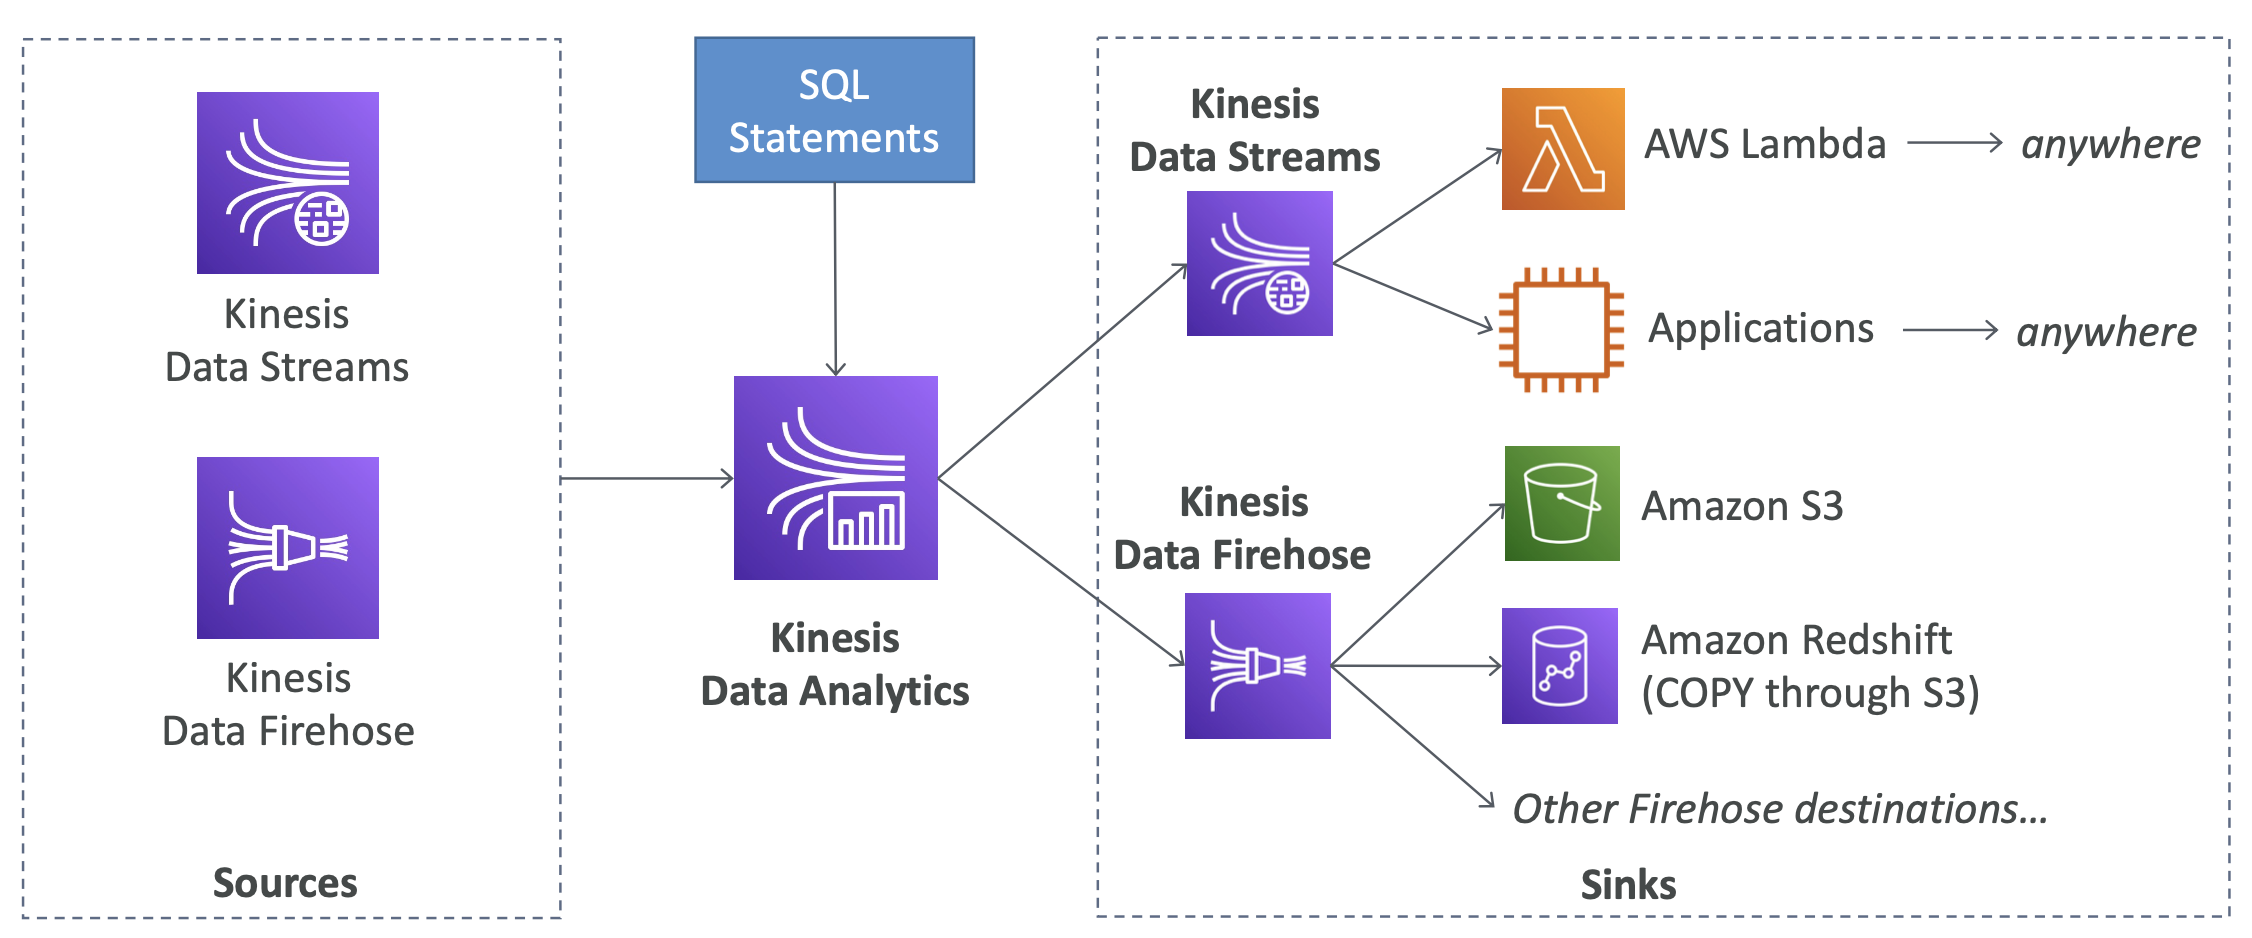 Kinesis
Data Streams
Kinesis
Data Firehose
Sources
SQL
Statements
Kinesis
Data Analytics
Kinesis
Data Streams
AWS Lambda
anywhere
Applications
anywhere
Kinesis
Data Firehose
Amazon S3
Amazon Redshift
(COPY through S3)
Other Firehose destinations...
Sinks